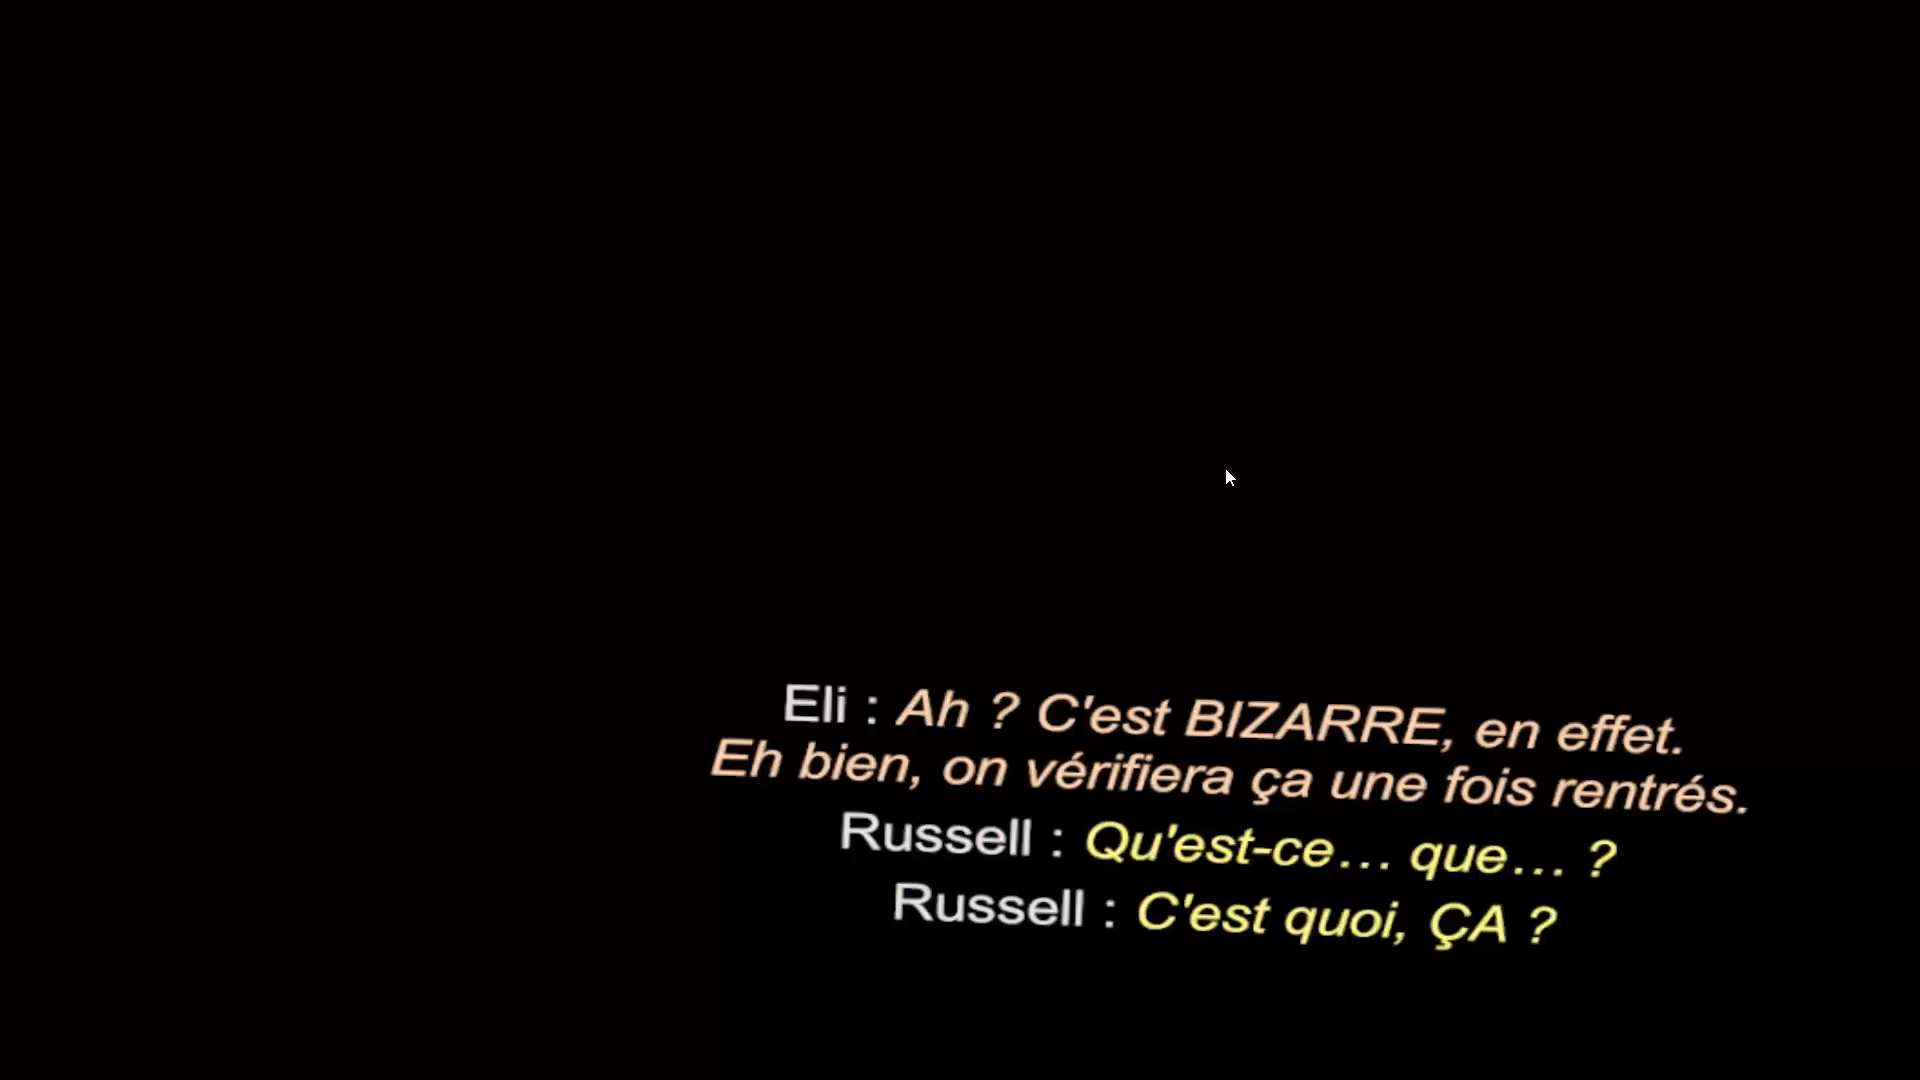 Eli : Ah ? C'est BIZARRE, en effet.
Eh bien, on vérifiera ça une fois rentrés.
Russell : Qu'est-ce… que… ?
Russell : C'est quoi, ÇA ?